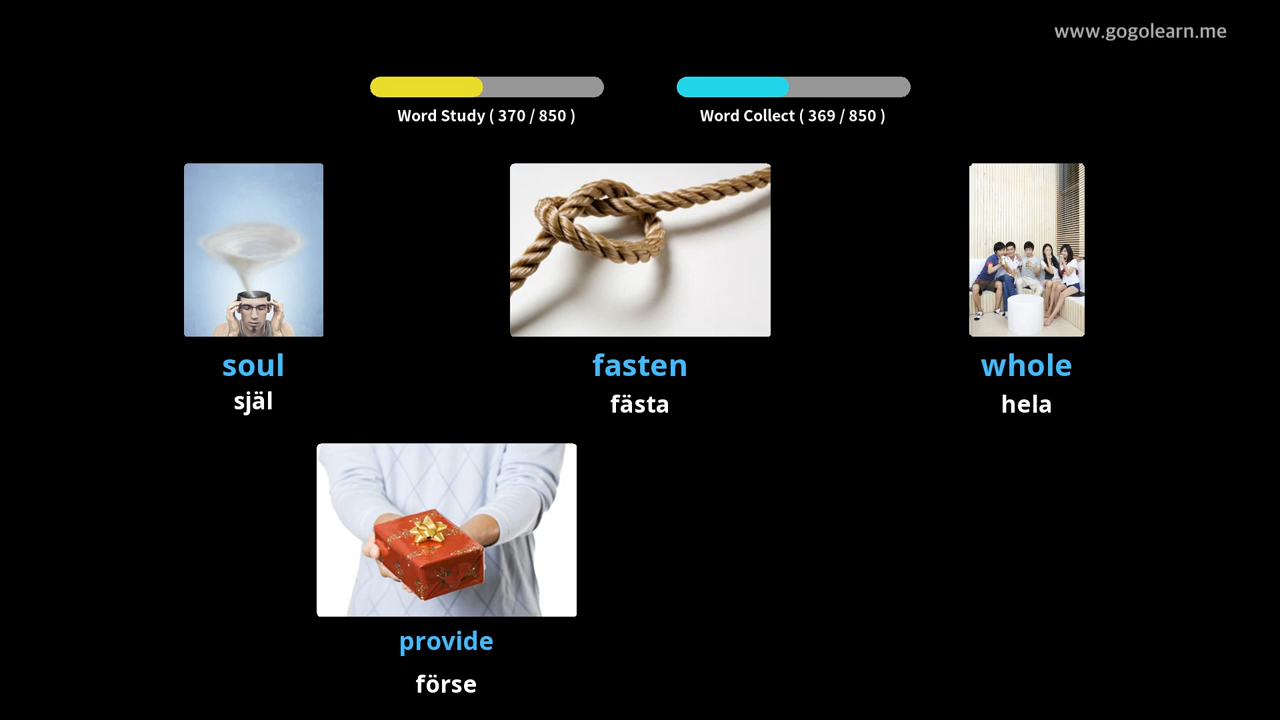 www.gogolearn.me
Word Study ( 370 / 850 )
Word Collect ( 369 / 850 )
soul
själ
fasten
fästa
whole
hela
provide
förse